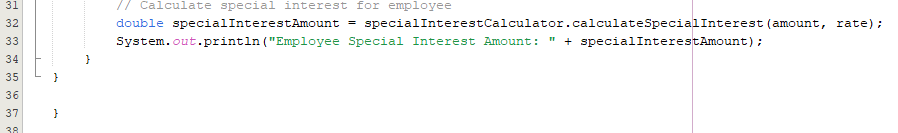 31 // Calculate special interest for employee
32 double specialInterestAmount = specialInterestCalculator.calculateSpecialInterest(amount, rate);
33 System.out.println("Employee Special Interest Amount: " + specialInterestAmount);
34 }
35 }
36
37 }
38